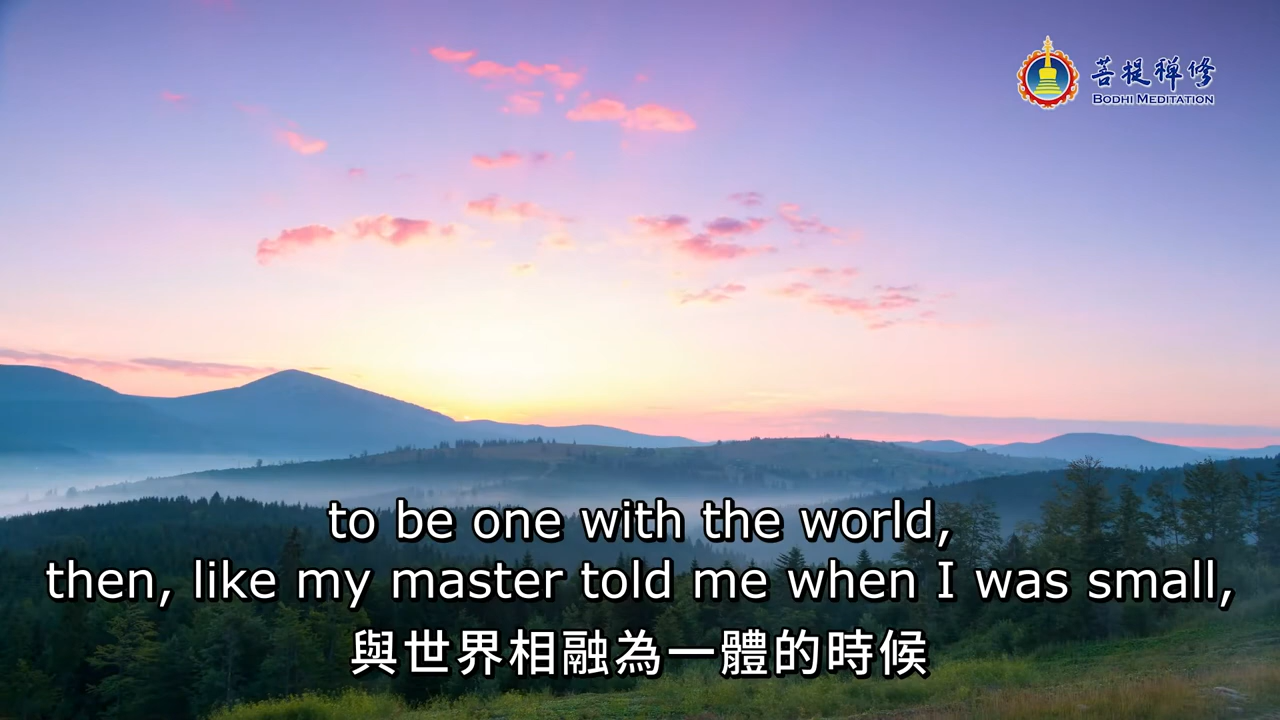 菩提禪修
BODHI MEDITATION
to be one with the world,
then, like my master told me when I was small,
與世界相融為一體的時候